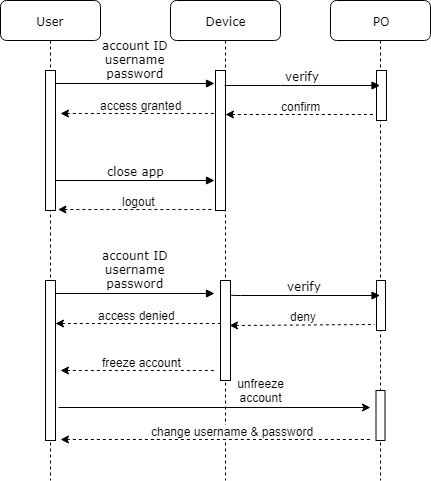 User
Device
PO
account ID
username
password
verify
access granted
confirm
close app
logout
account ID
username
password
verify
access denied
deny
freeze account
unfreeze
account
change username & password